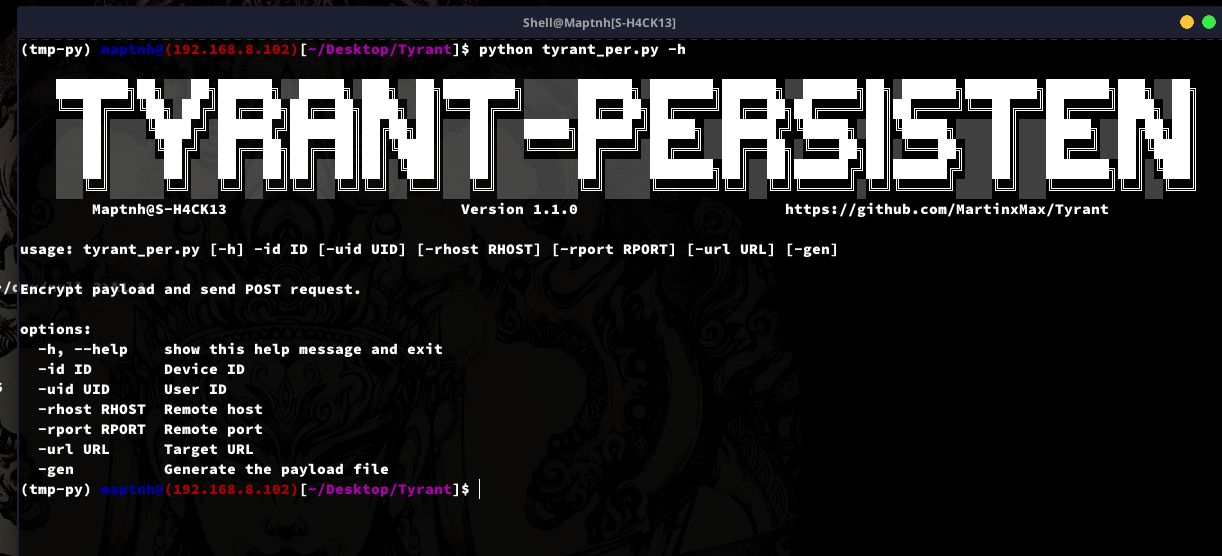 Shell@Maptnh[S-H4CK13]
(tmp-py) maptnh@(192.168.8.102)[~/Desktop/Tyrant]$ python tyrant_per.py -h
TYRANT-PERSISTEN
Maptnh@S-H4CK13 Version 1.1.0 https://github.com/MartinxMax/Tyrant
usage: tyrant_per.py [-h] -id ID [-uid UID] [-rhost RHOST] [-rport RPORT] [-url URL] [-gen]
Encrypt payload and send POST request.
options:
-h, --help show this help message and exit
-id ID Device ID
-uid UID User ID
-rhost RHOST Remote host
-rport RPORT Remote port
-url URL Target URL
-gen Generate the payload file
(tmp-py) maptnh@(192.168.8.102)[~/Desktop/Tyrant]$